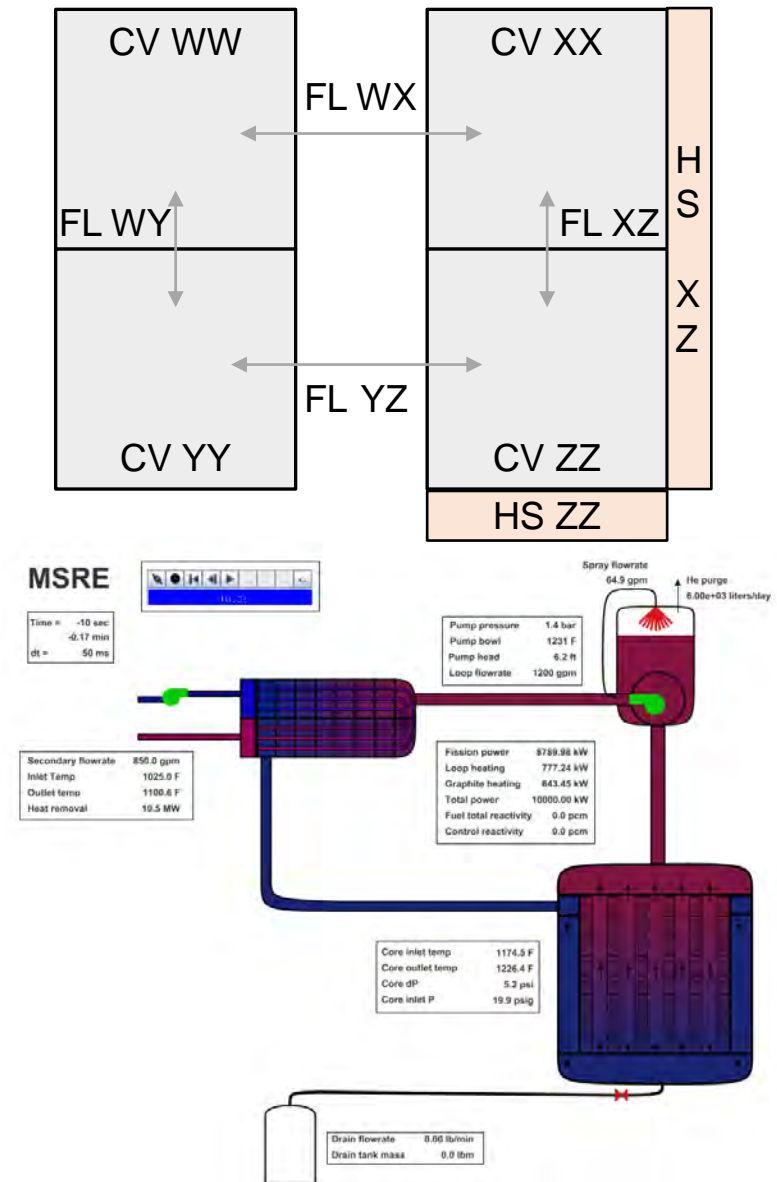 CV WW
CV XX
FL WX
H
S
FL WY
FL XZ
X
Z
FL YZ
CV YY
CV ZZ
HS ZZ
MSRE
Time = -10 sec
-0.17 min
dt = 50 ms
Spray flowrate
64.9 gpm
He purge
6.00e+03 liters/day
Pump pressure 1.4 bar
Pump bowl 1231 F
Pump head 6.2 ft
Loop flowrate 1200 gpm
Secondary flowrate 850.0 gpm
Inlet Temp 1025.0 F
Outlet temp 1100.6 F
Heat removal 10.5 MW
Fission power 8789.98 kW
Loop heating 777.24 kW
Graphite heating 643.45 kW
Total power 10000.00 kW
Fuel total reactivity 0.0 pcm
Control reactivity 0.0 pcm
Core inlet temp 1174.5 F
Core outlet temp 1226.4 F
Core dP 5.2 psi
Core inlet P 19.9 psig
Drain flowrate 0.00 lb/min
Drain tank mass 0.0 lbm